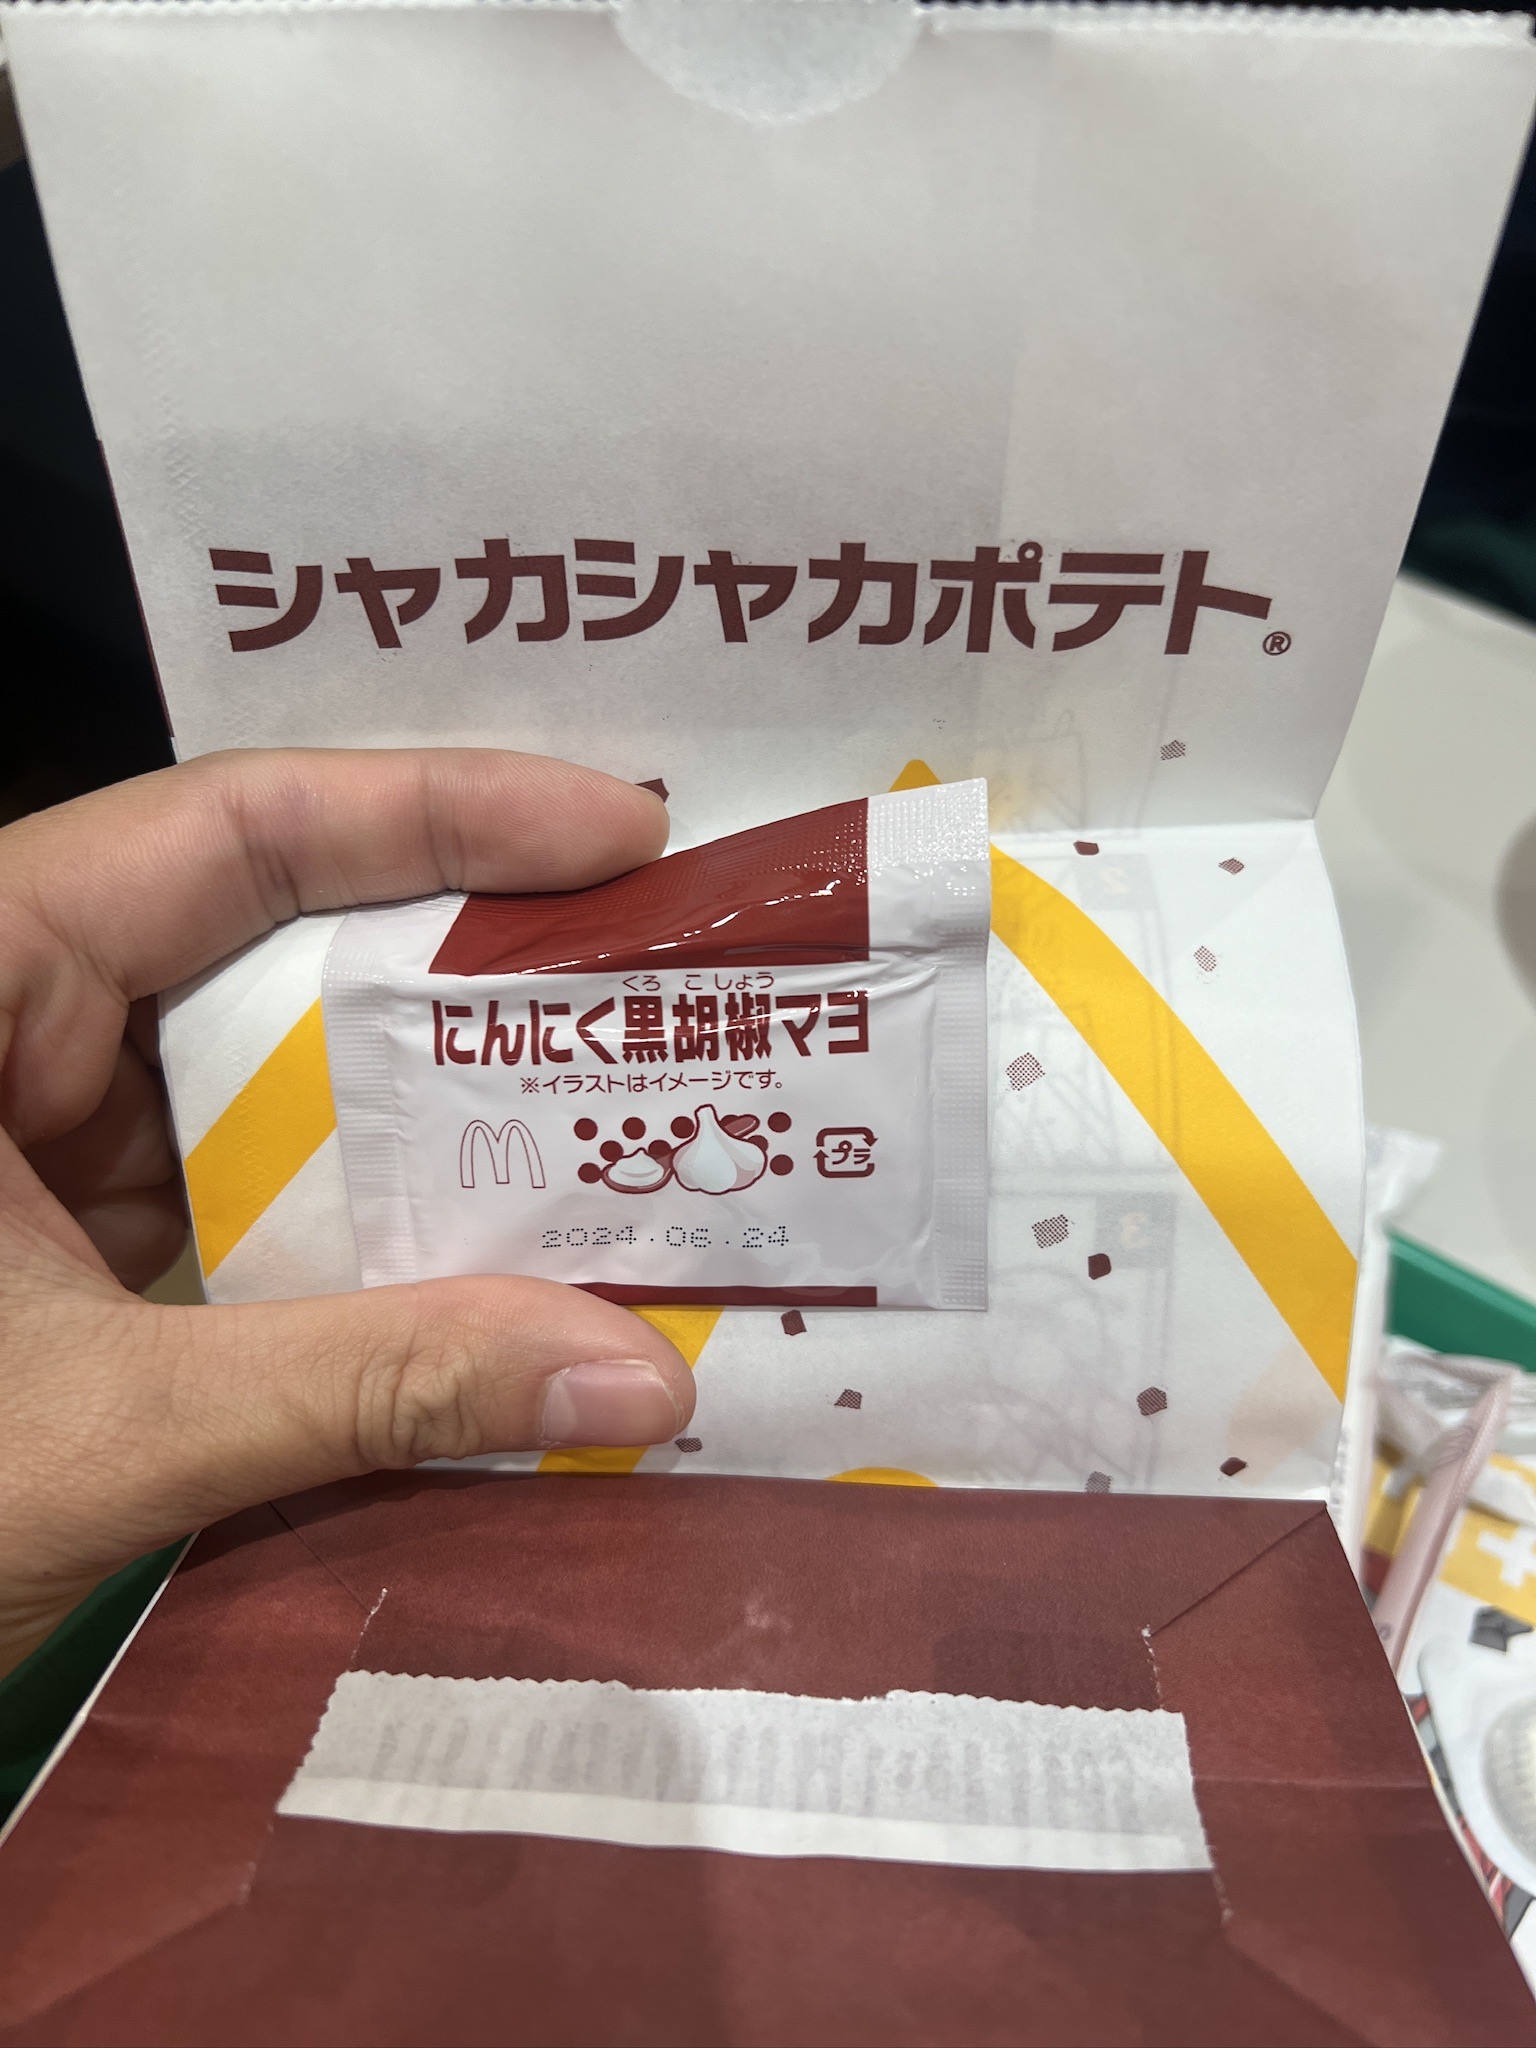 シャカシャカポテト®
くろ こしょう
にんにく黒胡椒マヨ
※イラストはイメージです。
プラ
2024.06.24
2
3